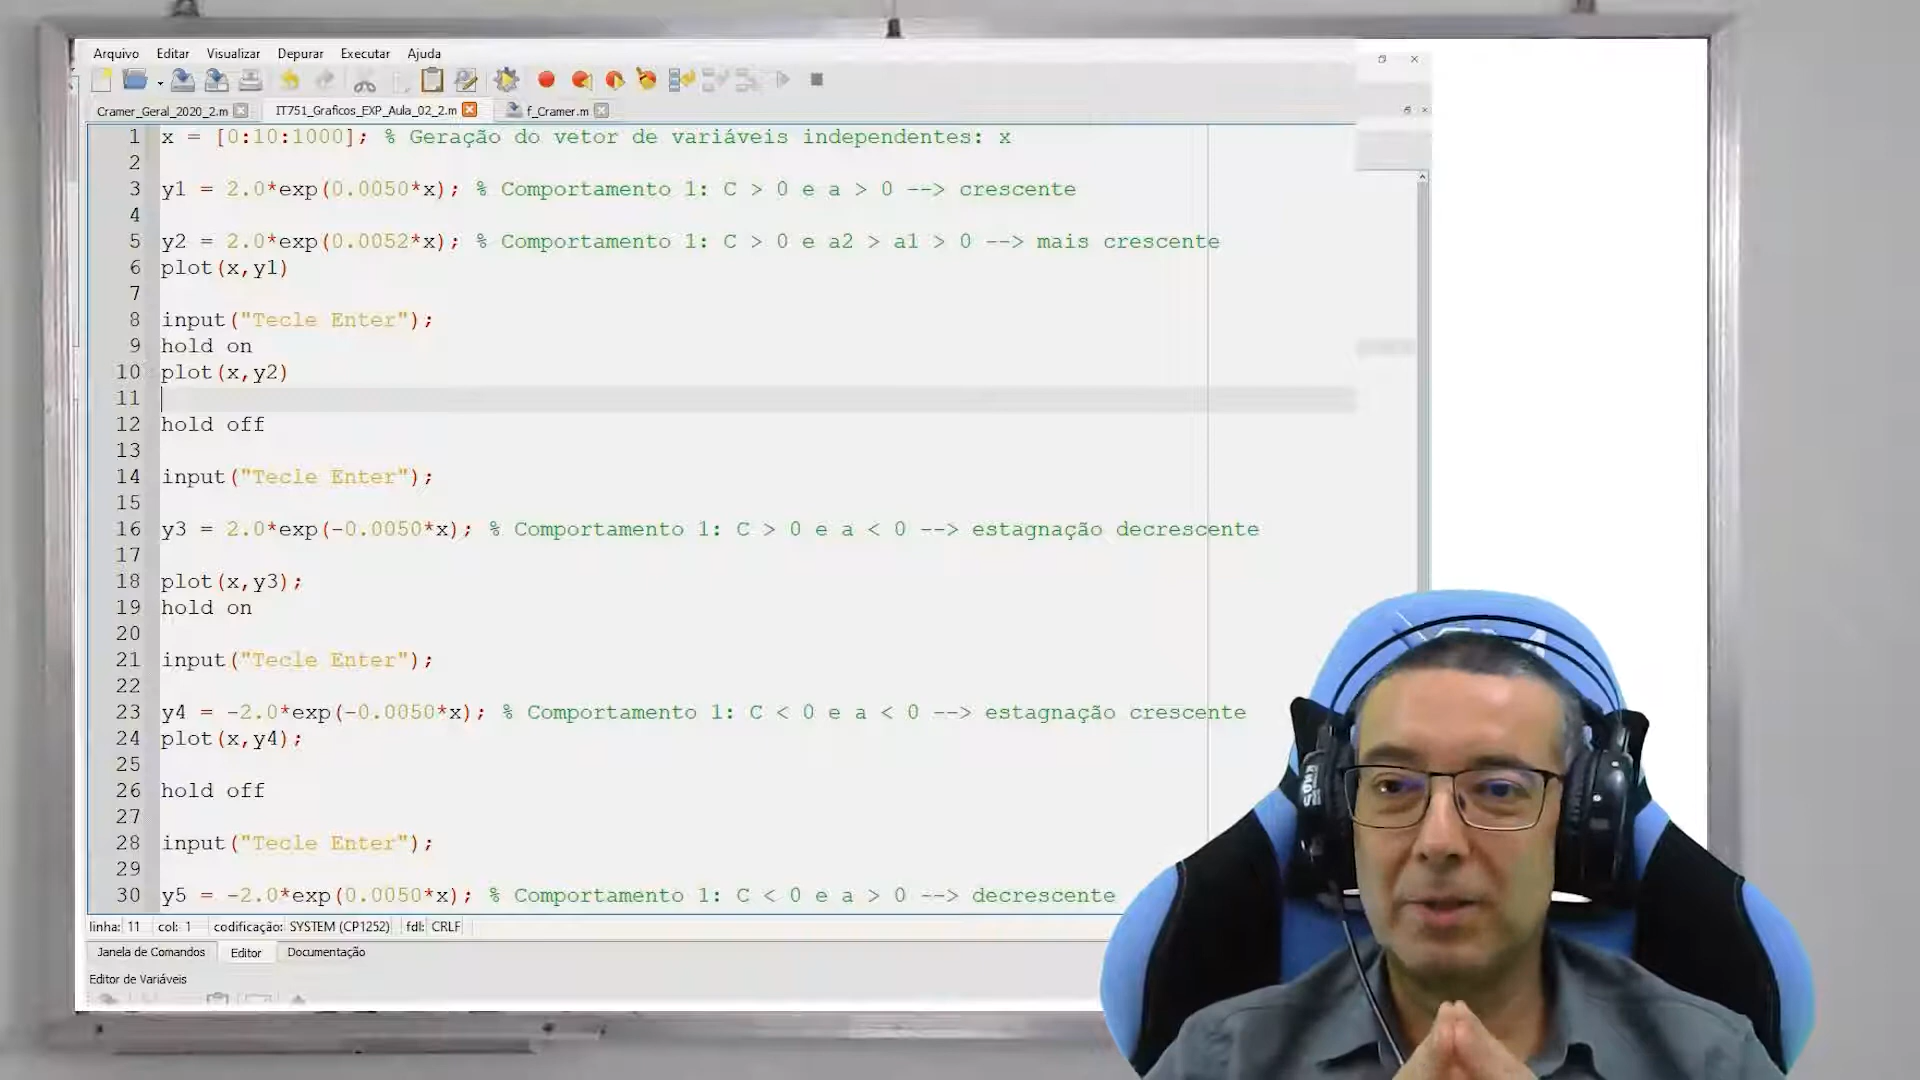 Arquivo Editar Visualizar Depurar Executar Ajuda
Cramer_Geral_2020_2.m IT751_Graficos_EXP_Aula_02_2.m f_Cramer.m
1 x = [0:10:1000]; % Geração do vetor de variáveis independentes: x
2
3 y1 = 2.0*exp(0.0050*x); % Comportamento 1: C > 0 e a > 0 --> crescente
4
5 y2 = 2.0*exp(0.0052*x); % Comportamento 1: C > 0 e a2 > a1 > 0 --> mais crescente
6 plot(x,y1)
7
8 input("Tecle Enter");
9 hold on
10 plot(x,y2)
11
12 hold off
13
14 input("Tecle Enter");
15
16 y3 = 2.0*exp(-0.0050*x); % Comportamento 1: C > 0 e a < 0 --> estagnação decrescente
17
18 plot(x,y3);
19 hold on
20
21 input("Tecle Enter");
22
23 y4 = -2.0*exp(-0.0050*x); % Comportamento 1: C < 0 e a < 0 --> estagnação crescente
24 plot(x,y4);
25
26 hold off
27
28 input("Tecle Enter");
29
30 y5 = -2.0*exp(0.0050*x); % Comportamento 1: C < 0 e a > 0 --> decrescente
linha: 11 col: 1 codificação: SYSTEM (CP1252) fdl: CRLF
Janela de Comandos Editor Documentação
Editor de Variáveis